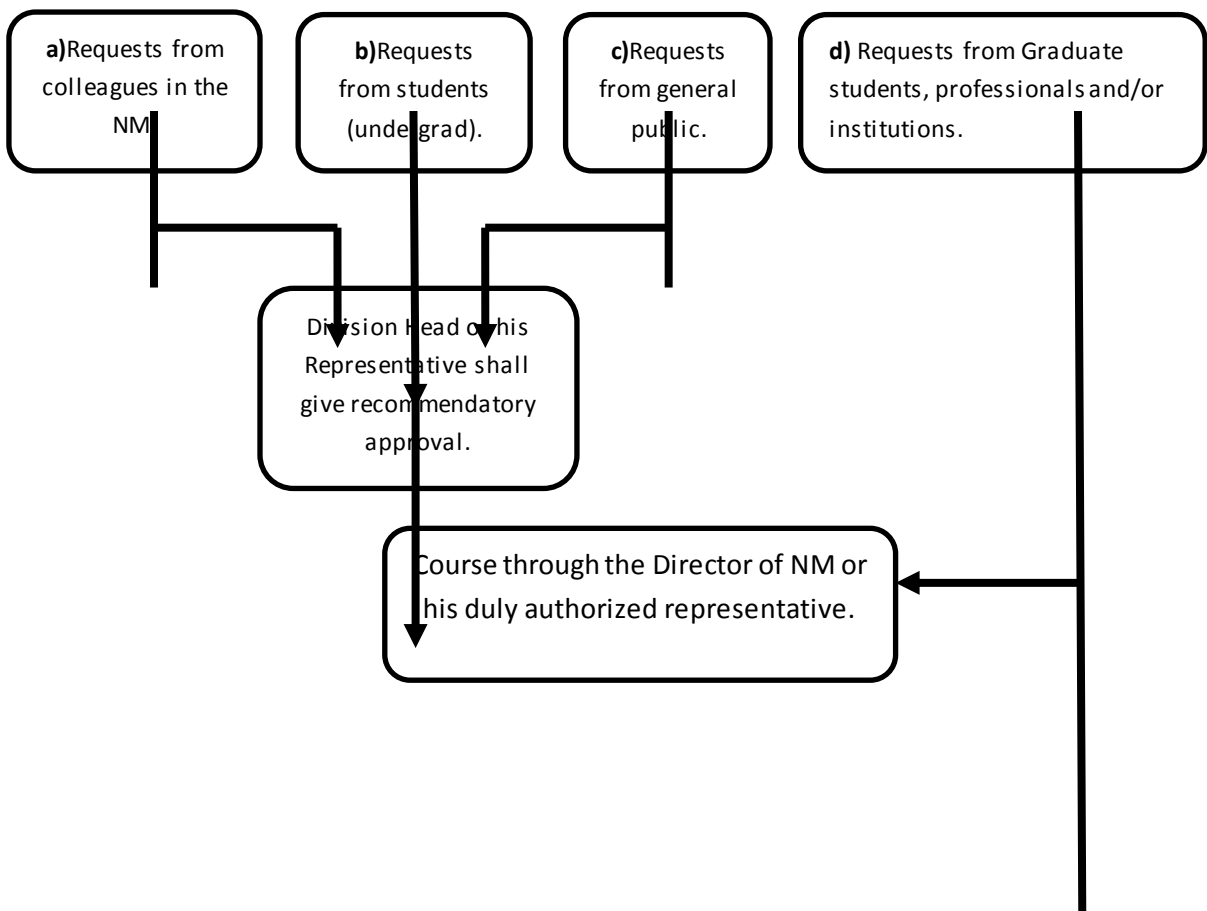 a)Requests from
colleagues in the
NM
b)Requests
from students
(undergrad).
c)Requests
from general
public.
d) Requests from Graduate
students, professionals and/or
institutions.
Division Head or his
Representative shall
give recommendatory
approval.
Course through the Director of NM or
his duly authorized representative.